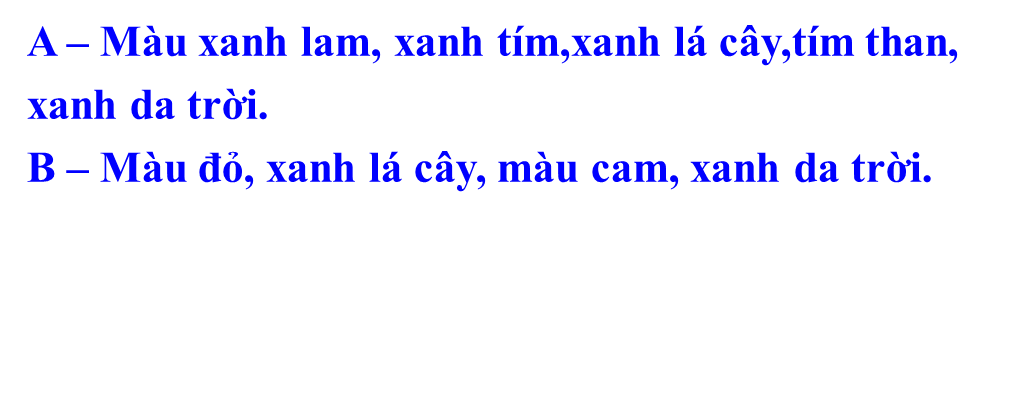 A – Màu xanh lam, xanh tím,xanh lá cây,tím than,
xanh da trời.
B – Màu đỏ, xanh lá cây, màu cam, xanh da trời.